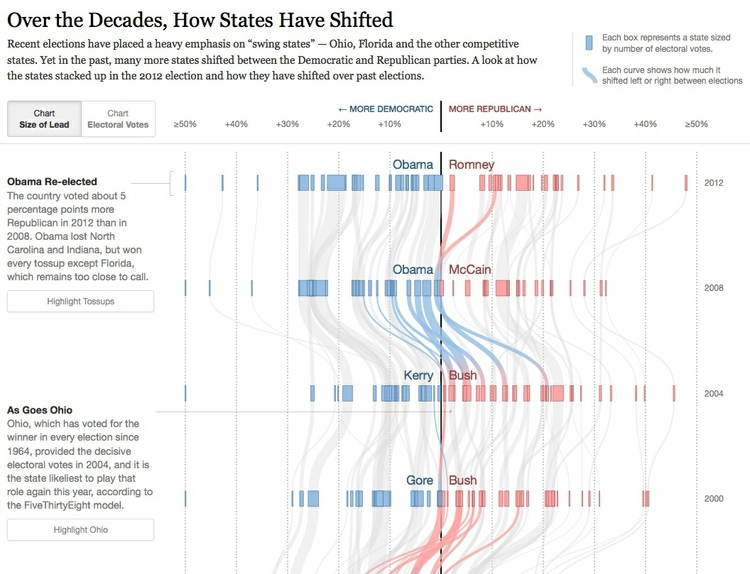 Over the Decades, How States Have Shifted
Recent elections have placed a heavy emphasis on “swing states” — Ohio, Florida and the other competitive
states. Yet in the past, many more states shifted between the Democratic and Republican parties. A look at how
the states stacked up in the 2012 election and how they have shifted over past elections.
Each box represents a state sized
by number of electoral votes.
Each curve shows how much it
shifted left or right between elections
Chart
Size of Lead
Chart
Electoral Votes
← MORE DEMOCRATIC
MORE REPUBLICAN →
≥50% +40% +30% +20% +10% +10% +20% +30% +40% ≥50%
Obama Romney
2012
Obama Re-elected
The country voted about 5
percentage points more
Republican in 2012 than in
2008. Obama lost North
Carolina and Indiana, but won
every tossup except Florida,
which remains too close to call.
Highlight Tossups
Obama McCain
2008
Kerry Bush
2004
As Goes Ohio
Ohio, which has voted for the
winner in every election since
1964, provided the decisive
electoral votes in 2004, and it is
the state likeliest to play that
role again this year, according to
the FiveThirtyEight model.
Highlight Ohio
Gore Bush
2000